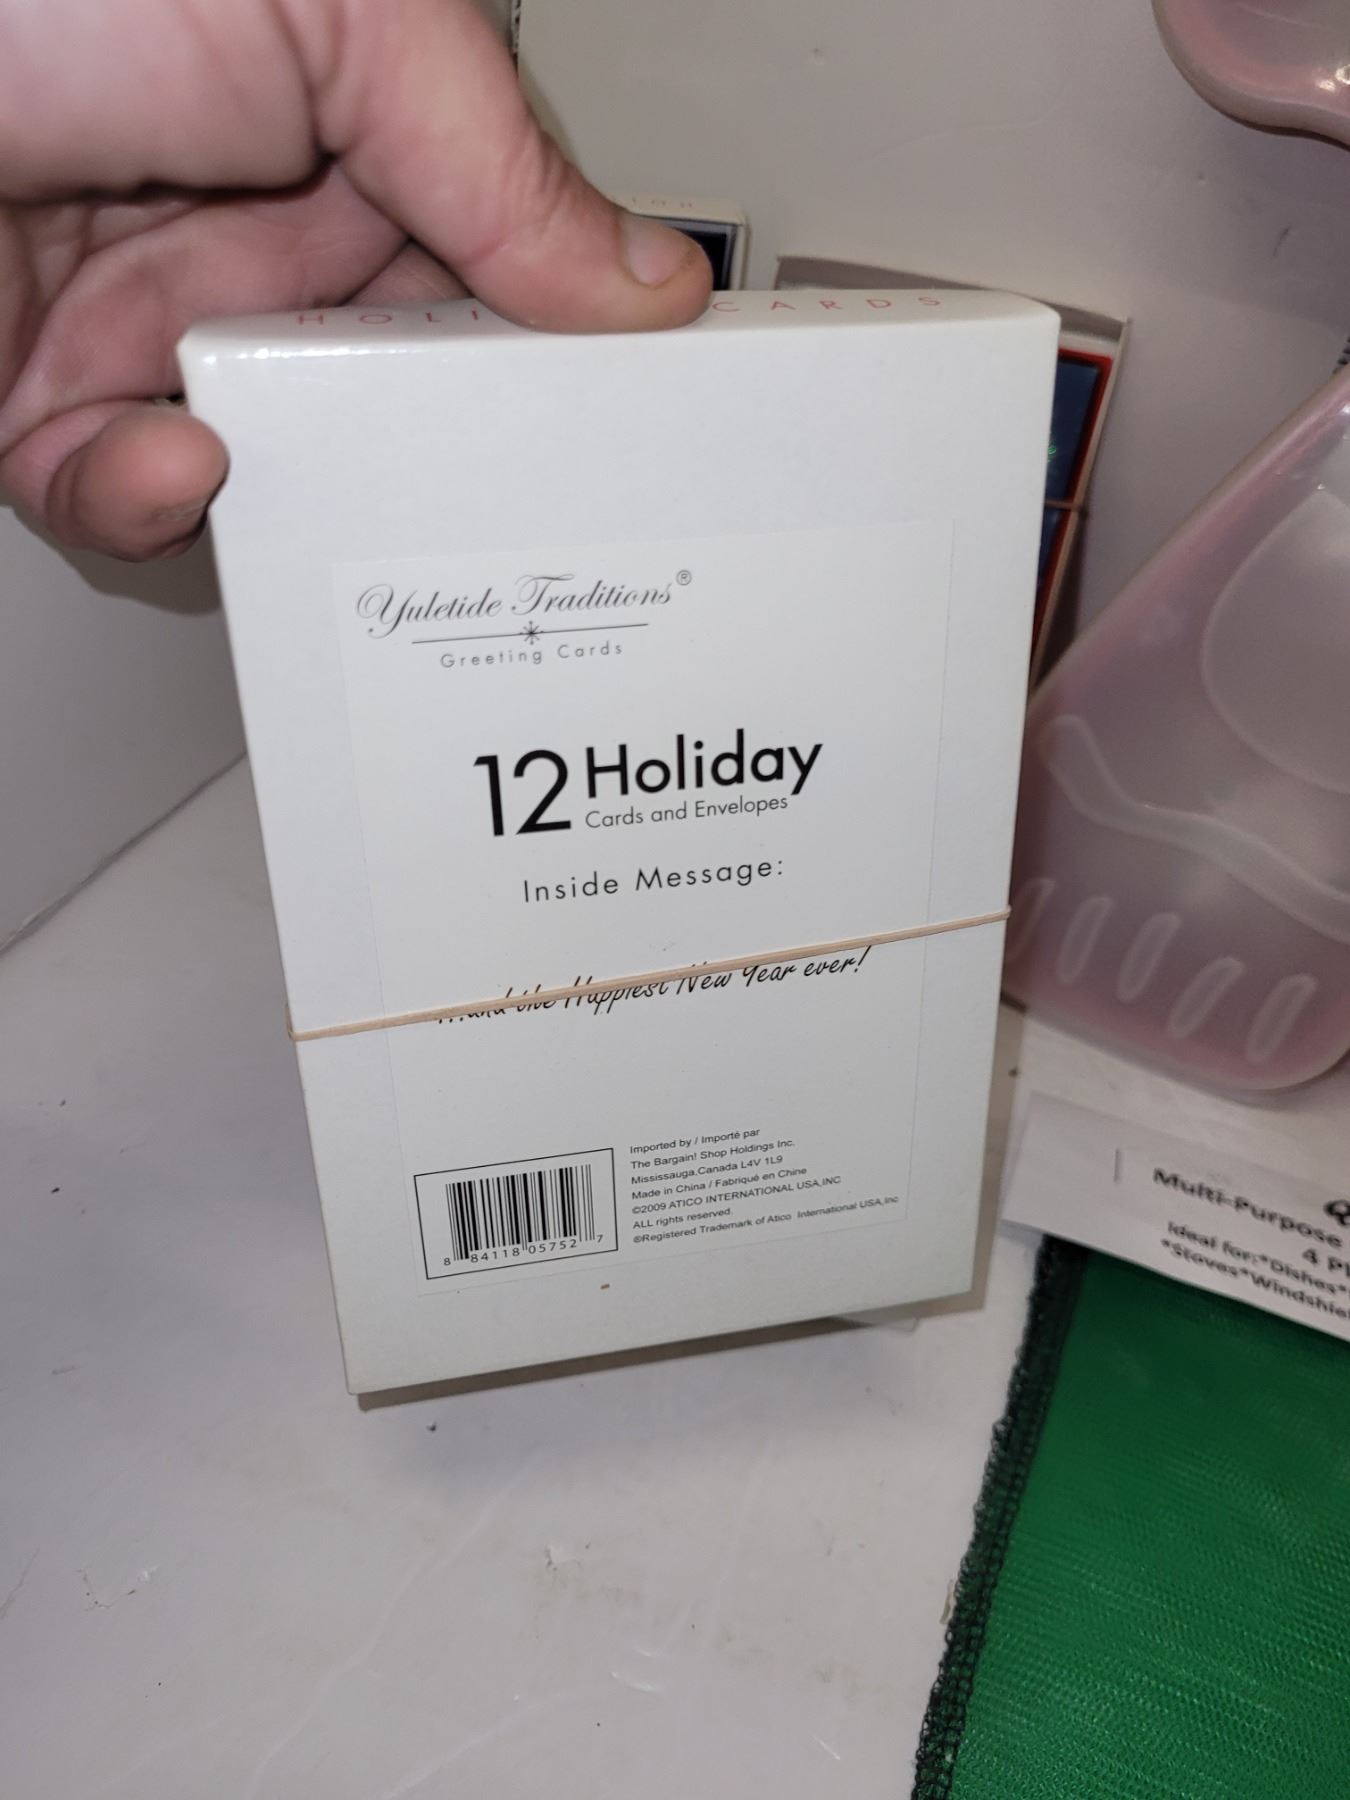 HOLI CARDS
Yuletide Traditions®
Greeting Cards
12 Holiday
Cards and Envelopes
Inside Message:
...and the Happiest New Year ever!
Imported by / Importé par
The Bargain! Shop Holdings Inc.
Mississauga,Canada L4V 1L9
Made in China / Fabriqué en Chine
©2009 ATICO INTERNATIONAL USA,INC
ALL rights reserved.
®Registered Trademark of Atico International USA,Inc
8 84118 05752 7
Multi-Purpose
4
Ideal for:*Dishes*
*Stoves*Windshie